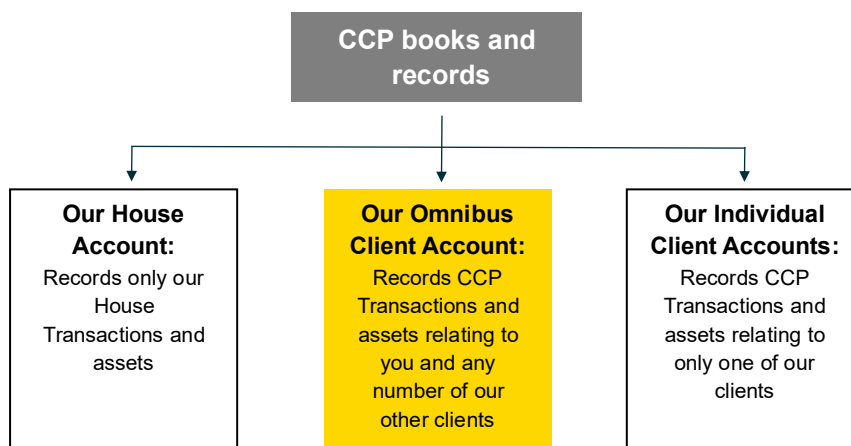 CCP books and
records
Our House
Account:
Records only our
House
Transactions and
assets
Our Omnibus
Client Account:
Records CCP
Transactions and
assets relating to
you and any
number of our
other clients
Our Individual
Client Accounts:
Records CCP
Transactions and
assets relating to
only one of our
clients